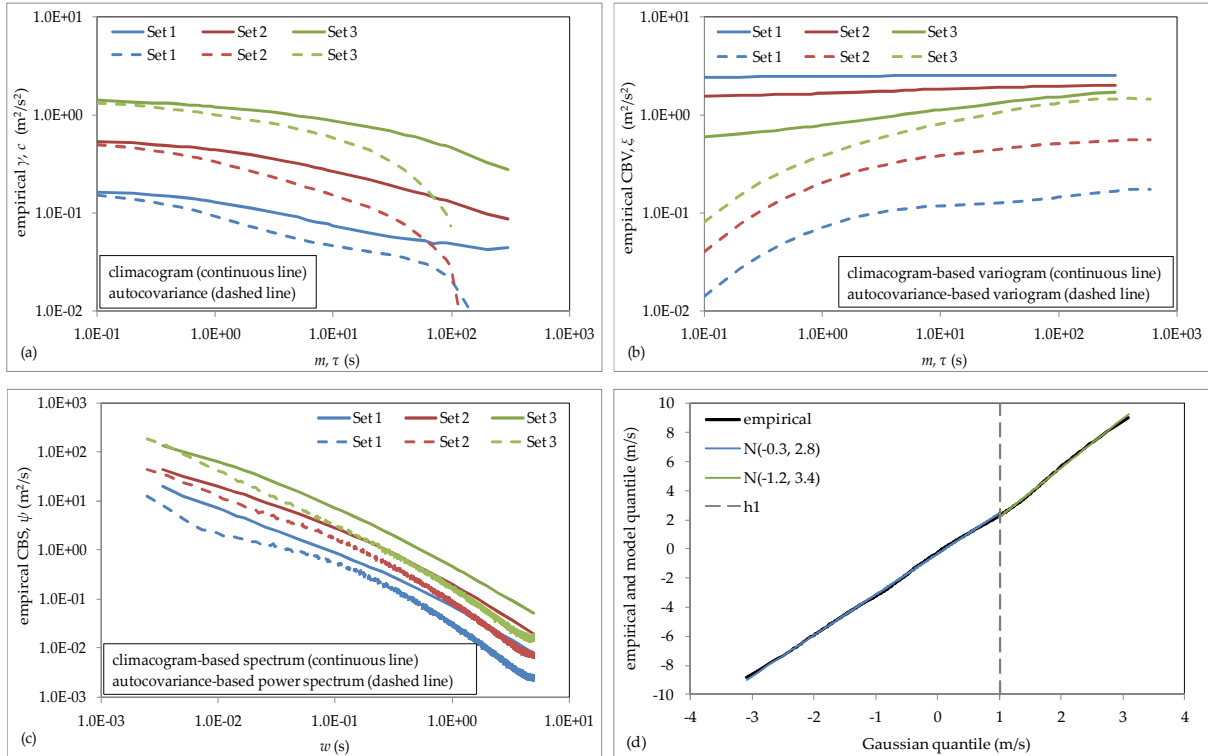 1.0E+01
1.0E+00
1.0E-01
1.0E-02
empirical γ, c (m²/s²)
Set 1 Set 2 Set 3
Set 1 Set 2 Set 3
climacogram (continuous line)
autocovariance (dashed line)
1.0E-01 1.0E+00 1.0E+01 1.0E+02 1.0E+03
m, τ (s)
(a)
1.0E+01
1.0E+00
1.0E-01
1.0E-02
empirical CBV, ξ (m²/s²)
Set 1 Set 2 Set 3
Set 1 Set 2 Set 3
climacogram-based variogram (continuous line)
autocovariance-based variogram (dashed line)
1.0E-01 1.0E+00 1.0E+01 1.0E+02 1.0E+03
m, τ (s)
(b)
1.0E+03
1.0E+02
1.0E+01
1.0E+00
1.0E-01
1.0E-02
1.0E-03
empircal CBS, ψ (m²/s)
Set 1 Set 2 Set 3
Set 1 Set 2 Set 3
climacogram-based spectrum (continuous line)
autocovariance-based power spectrum (dashed line)
1.0E-03 1.0E-02 1.0E-01 1.0E+00 1.0E+01
w (s)
(c)
10
8
6
4
2
0
-2
-4
-6
-8
-10
empirical and model quantile (m/s)
empirical
N(-0.3, 2.8)
N(-1.2, 3.4)
h1
-4 -3 -2 -1 0 1 2 3 4
Gaussian quantile (m/s)
(d)